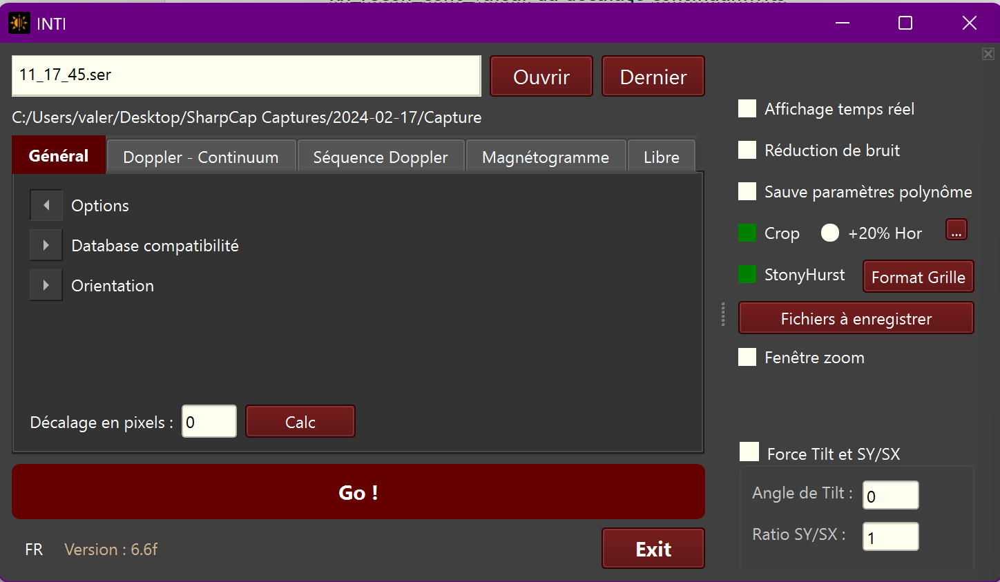 INTI
11_17_45.ser
Ouvrir
Dernier
C:/Users/valer/Desktop/SharpCap Captures/2024-02-17/Capture
Général
Doppler - Continuum
Séquence Doppler
Magnétogramme
Libre
Options
Database compatibilité
Orientation
Décalage en pixels :
0
Calc
Go !
FR
Version : 6.6f
Exit
Affichage temps réel
Réduction de bruit
Sauve paramètres polynôme
Crop
+20% Hor
...
StonyHurst
Format Grille
Fichiers à enregistrer
Fenêtre zoom
Force Tilt et SY/SX
Angle de Tilt :
0
Ratio SY/SX :
1